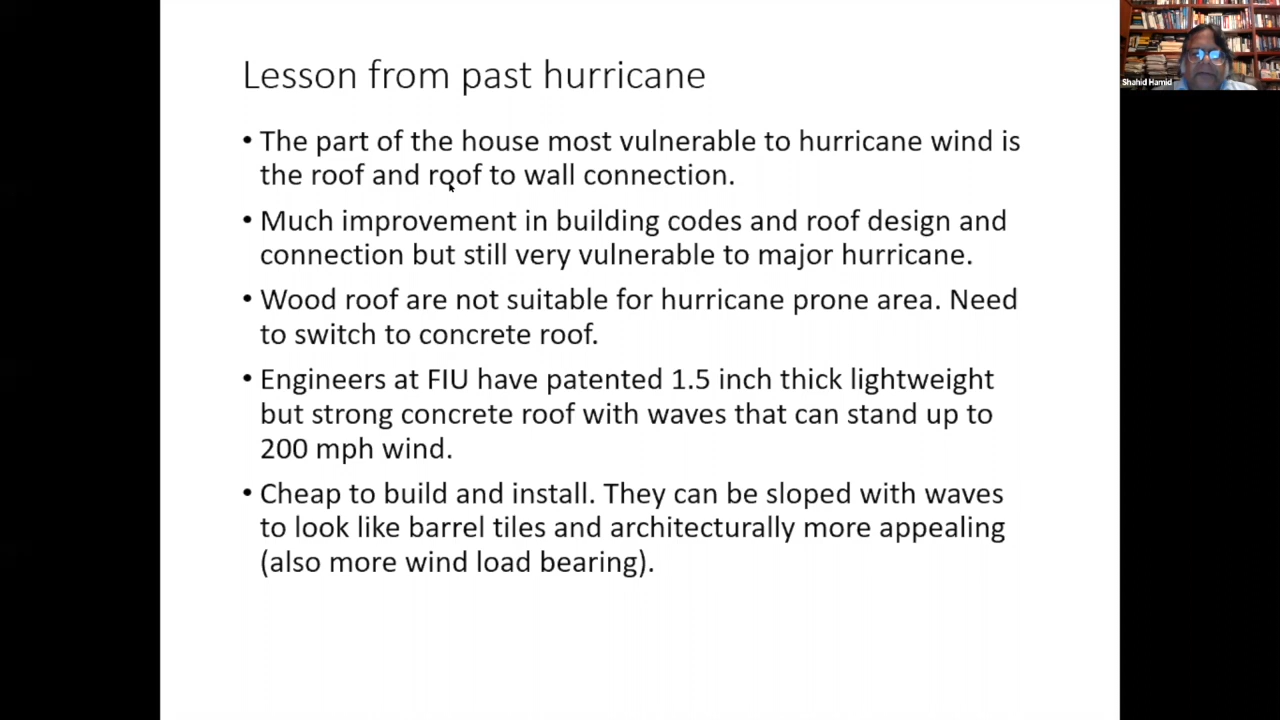 Lesson from past hurricane
• The part of the house most vulnerable to hurricane wind is
the roof and roof to wall connection.
• Much improvement in building codes and roof design and
connection but still very vulnerable to major hurricane.
• Wood roof are not suitable for hurricane prone area. Need
to switch to concrete roof.
• Engineers at FIU have patented 1.5 inch thick lightweight
but strong concrete roof with waves that can stand up to
200 mph wind.
• Cheap to build and install. They can be sloped with waves
to look like barrel tiles and architecturally more appealing
(also more wind load bearing).
Shahid Hamid